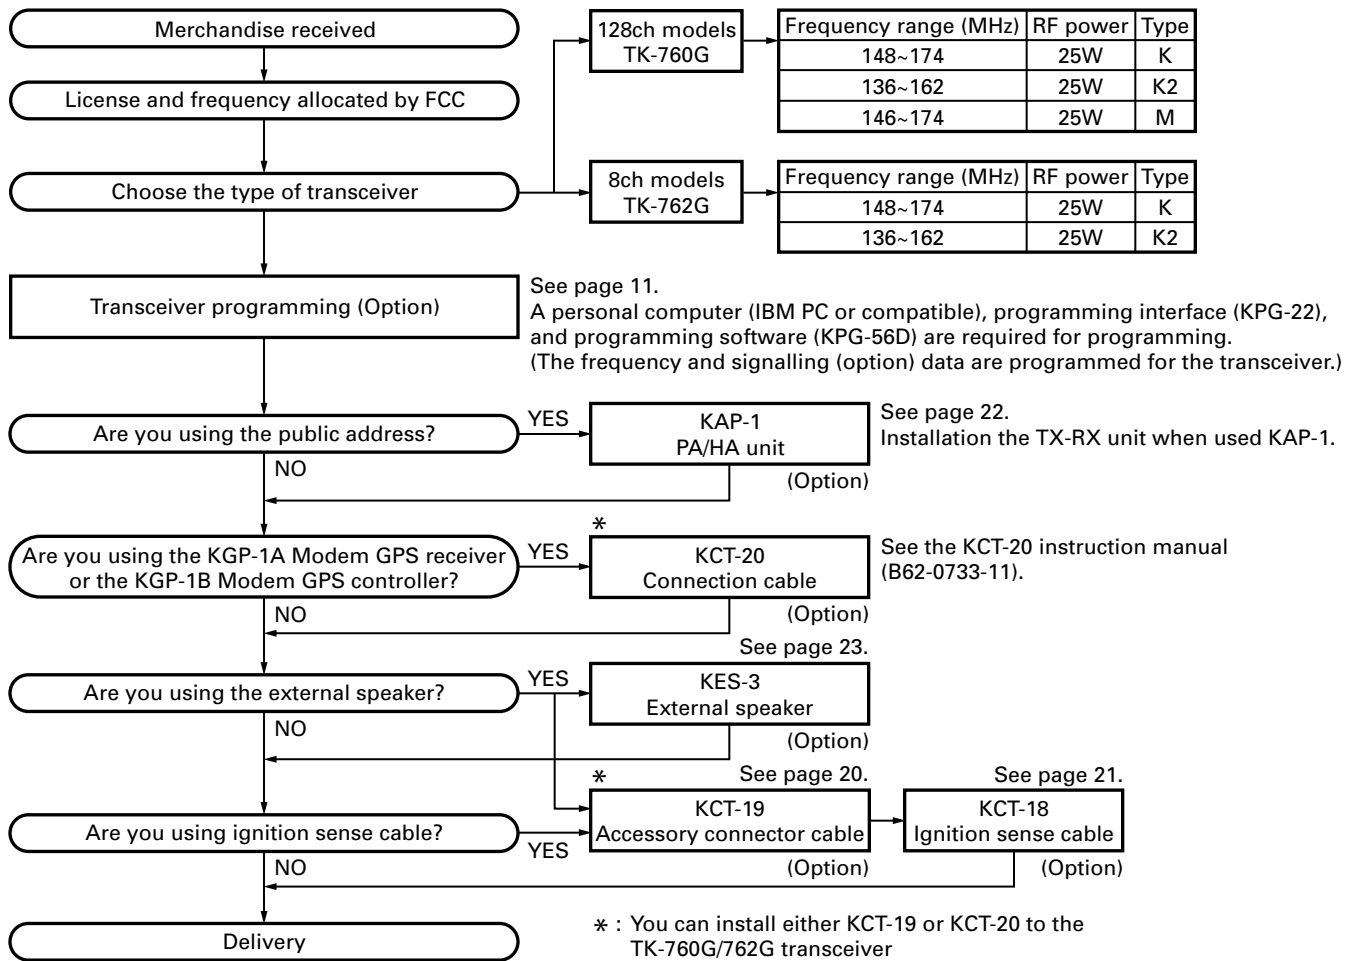 Merchandise received
License and frequency allocated by FCC
Choose the type of transceiver
128ch models
TK-760G
Frequency range (MHz) RF power Type
148~174 25W K
136~162 25W K2
146~174 25W M
8ch models
TK-762G
Frequency range (MHz) RF power Type
148~174 25W K
136~162 25W K2
Transceiver programming (Option)
See page 11.
A personal computer (IBM PC or compatible), programming interface (KPG-22),
and programming software (KPG-56D) are required for programming.
(The frequency and signalling (option) data are programmed for the transceiver.)
Are you using the public address?
YES
NO
KAP-1
PA/HA unit
(Option)
See page 22.
Installation the TX-RX unit when used KAP-1.
Are you using the KGP-1A Modem GPS receiver
or the KGP-1B Modem GPS controller?
YES
NO
*
KCT-20
Connection cable
(Option)
See the KCT-20 instruction manual
(B62-0733-11).
Are you using the external speaker?
YES
NO
See page 23.
KES-3
External speaker
(Option)
Are you using ignition sense cable?
YES
NO
*
See page 20.
KCT-19
Accessory connector cable
(Option)
See page 21.
KCT-18
Ignition sense cable
(Option)
Delivery
* : You can install either KCT-19 or KCT-20 to the
TK-760G/762G transceiver